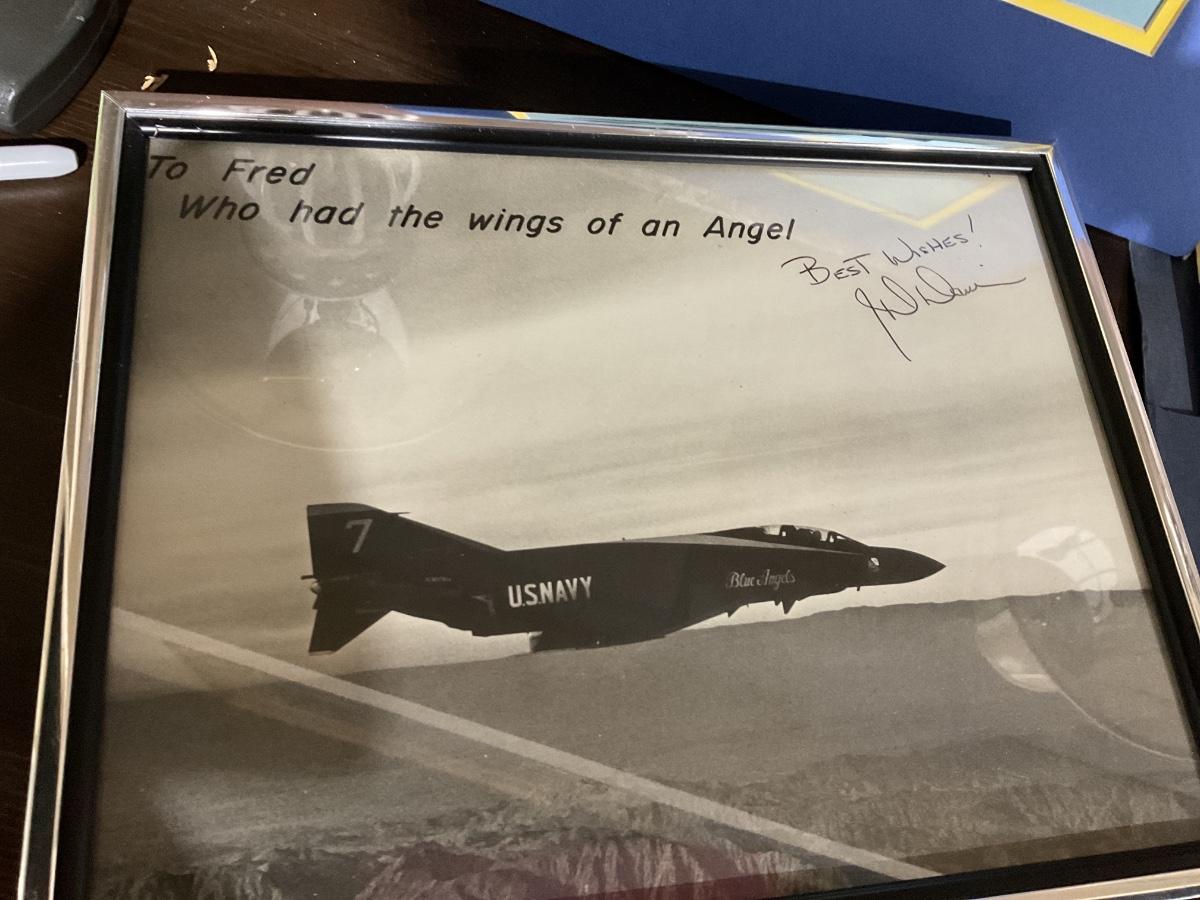 To Fred
Who had the wings of an Angel
BEST WISHES!
7
U.S.NAVY
Blue Angels